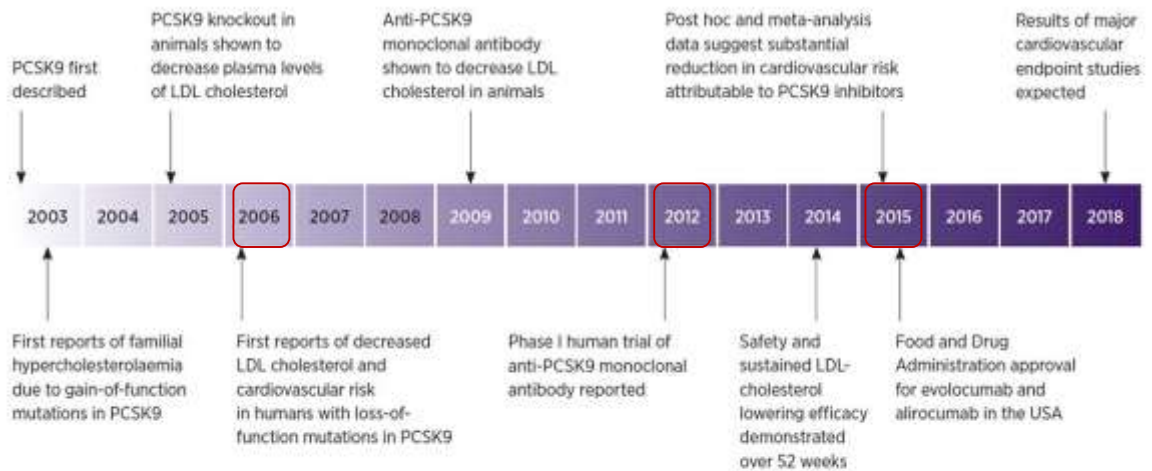 PCSK9 first
described
PCSK9 knockout in
animals shown to
decrease plasma levels
of LDL cholesterol
Anti-PCSK9
monoclonal antibody
shown to decrease LDL
cholesterol in animals
Post hoc and meta-analysis
data suggest substantial
reduction in cardiovascular risk
attributable to PCSK9 inhibitors
Results of major
cardiovascular
endpoint studies
expected
2003 2004 2005 2006 2007 2008 2009 2010 2011 2012 2013 2014 2015 2016 2017 2018
First reports of familial
hypercholesterolaemia
due to gain-of-function
mutations in PCSK9
First reports of decreased
LDL cholesterol and
cardiovascular risk
in humans with loss-of-
function mutations in PCSK9
Phase I human trial of
anti-PCSK9 monoclonal
antibody reported
Safety and
sustained LDL-
cholesterol
lowering efficacy
demonstrated
over 52 weeks
Food and Drug
Administration approval
for evolocumab and
alirocumab in the USA